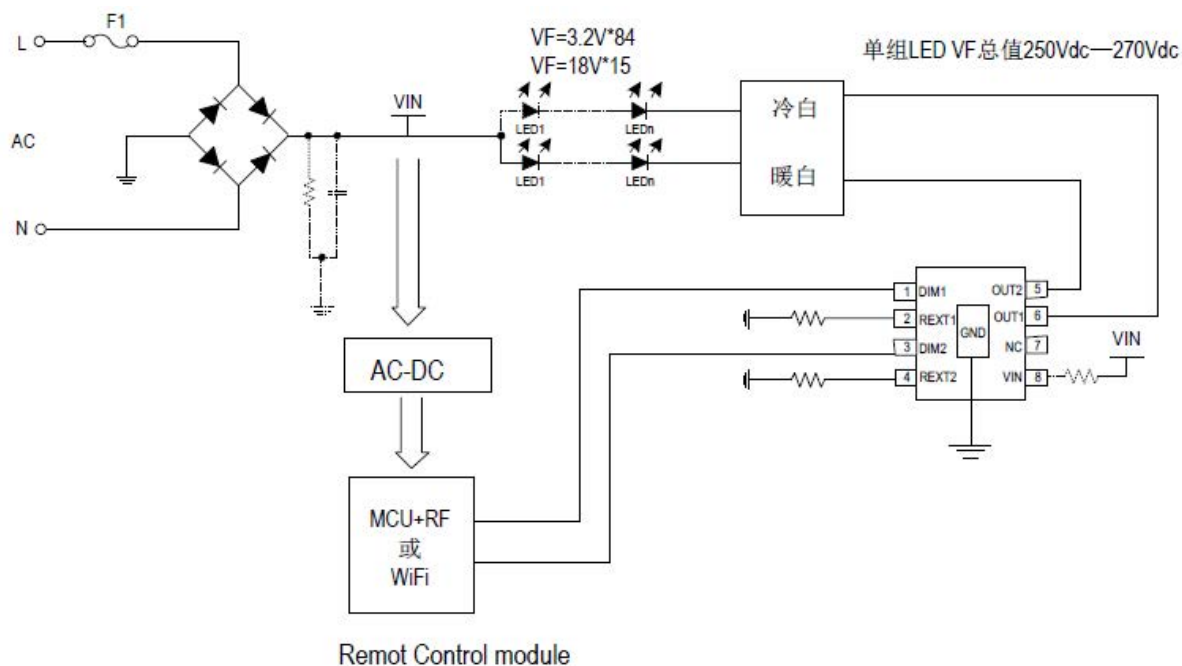 F1
L
AC
N
VIN
VF=3.2V*84
VF=18V*15
单组LED VF总值250Vdc—270Vdc
LED1
LEDn
LED1
LEDn
冷白
暖白
AC-DC
MCU+RF
或
WiFi
Remot Control module
1 DIM1
2 REXT1
3 DIM2
4 REXT2
GND
OUT2 5
OUT1 6
NC 7
VIN 8
VIN